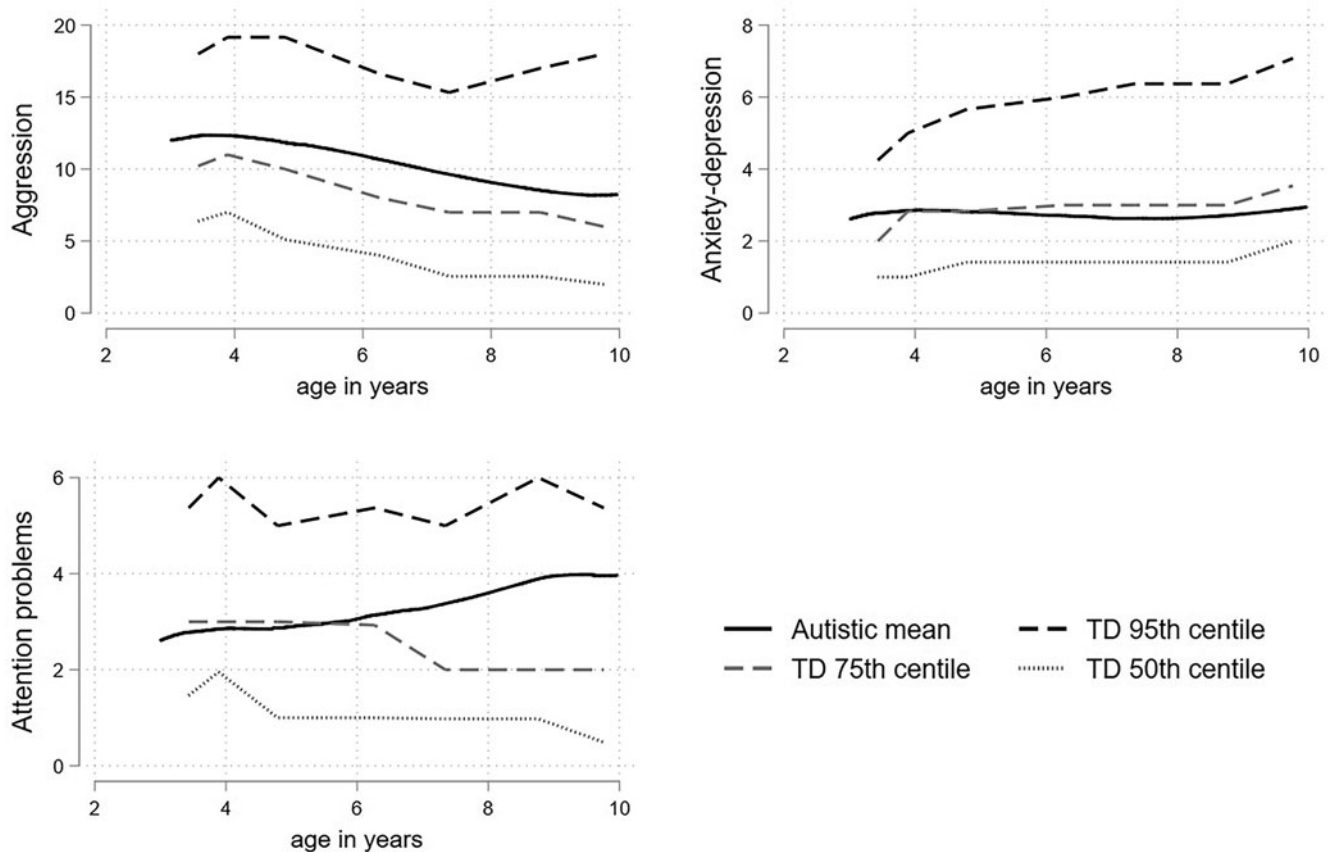 Aggression
20
15
10
5
0
2 4 6 8 10
age in years
Anxiety-depression
8
6
4
2
0
2 4 6 8 10
age in years
Attention problems
6
4
2
0
2 4 6 8 10
age in years
Autistic mean
TD 95th centile
TD 75th centile
TD 50th centile